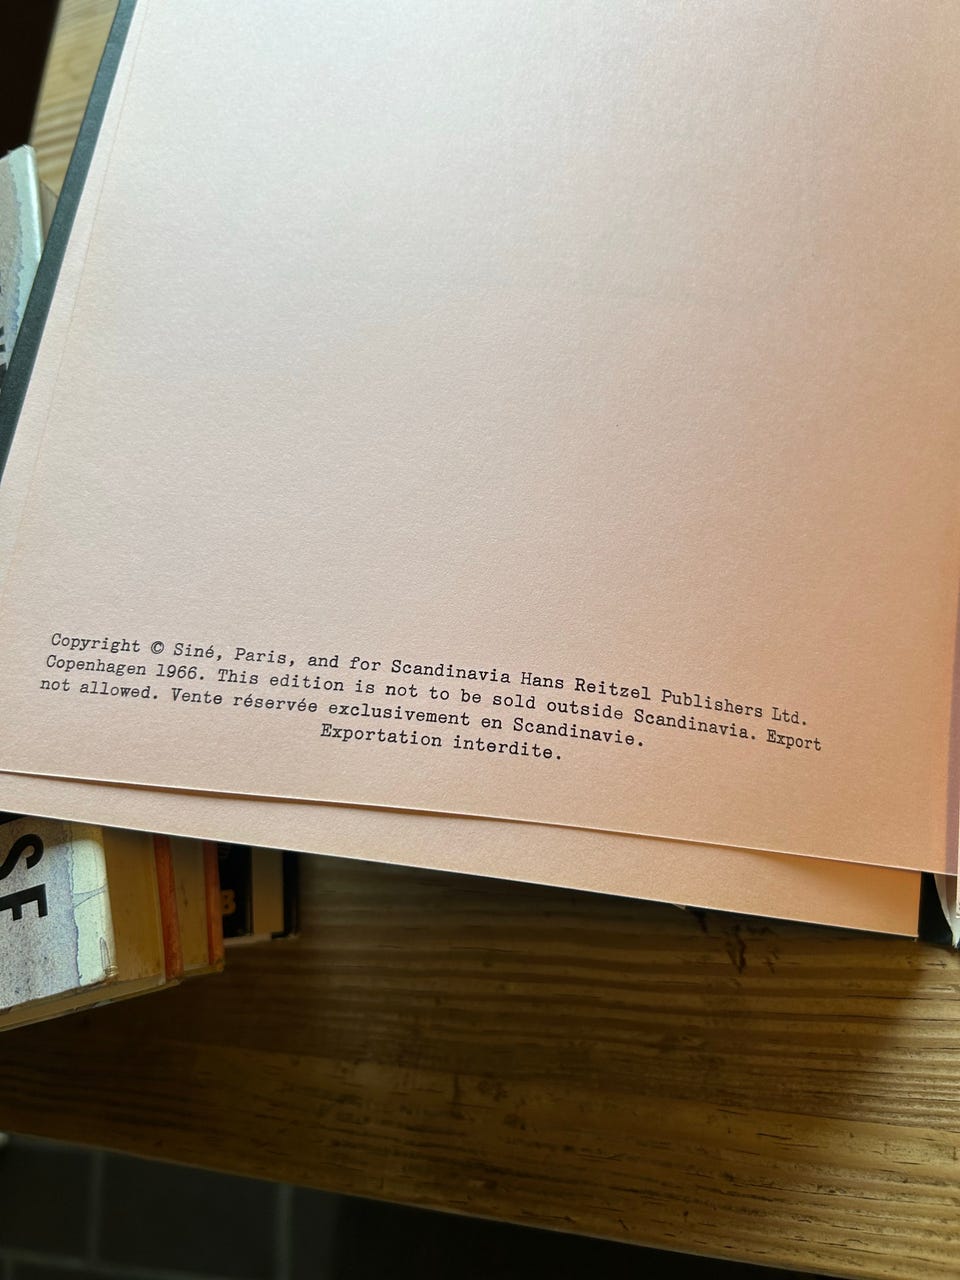 Copyright © Siné, Paris, and for Scandinavia Hans Reitzel Publishers Ltd.
Copenhagen 1966. This edition is not to be sold outside Scandinavia. Export
not allowed. Vente réservée exclusivement en Scandinavie.
Exportation interdite.
SF